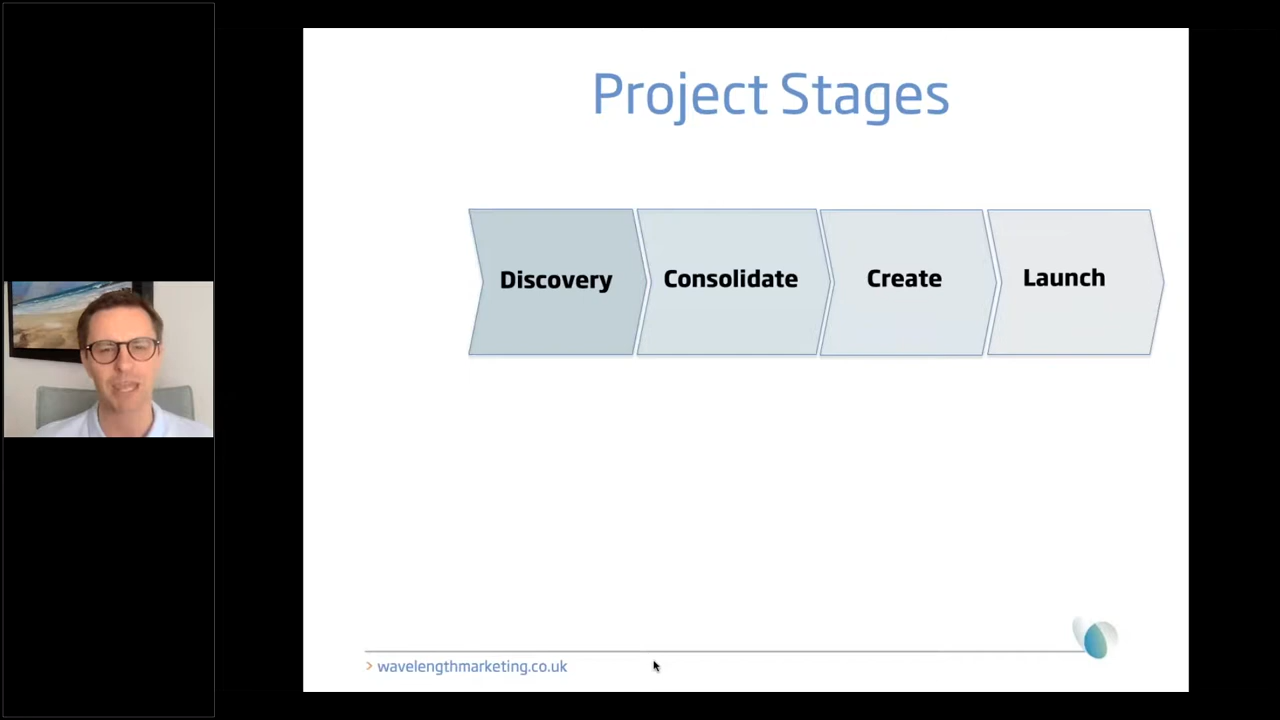 Project Stages
Discovery Consolidate Create Launch
> wavelengthmarketing.co.uk